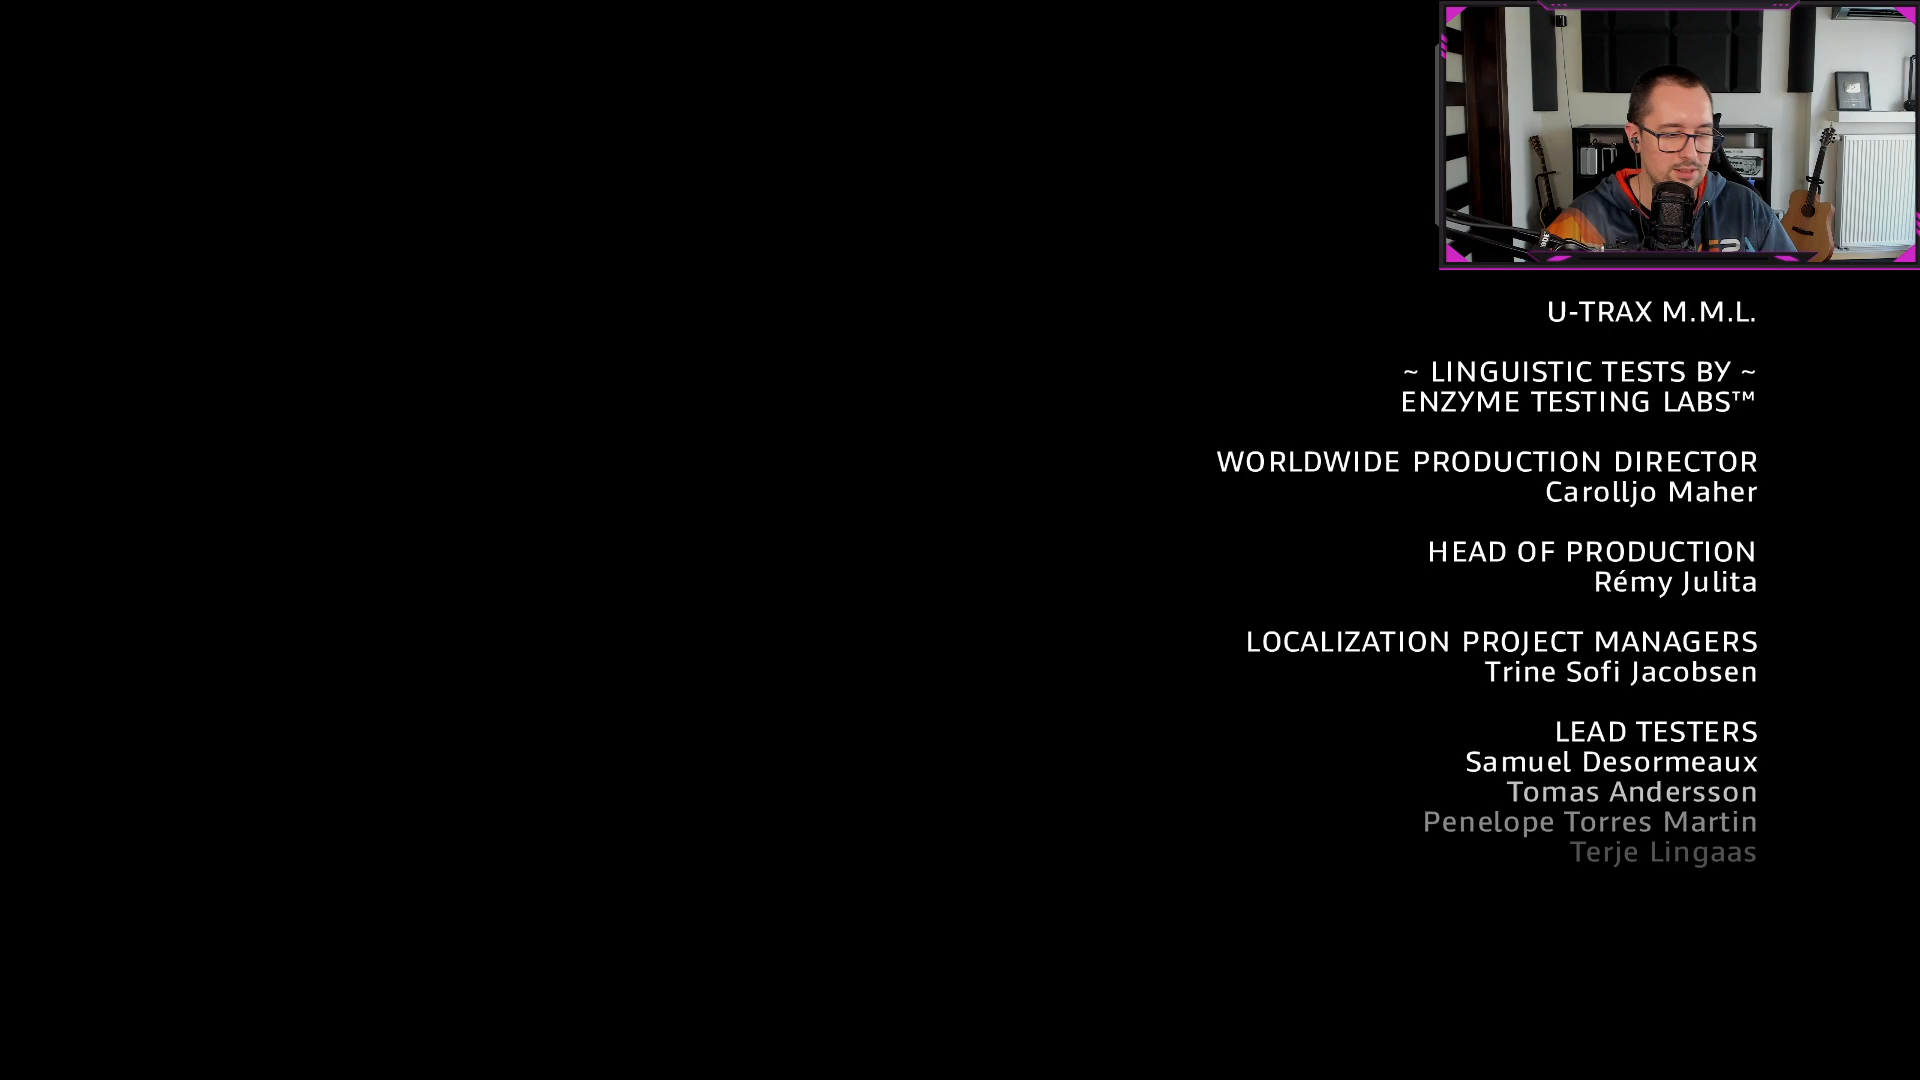 U-TRAX M.M.L.
~ LINGUISTIC TESTS BY ~
ENZYME TESTING LABS™
WORLDWIDE PRODUCTION DIRECTOR
Carolljo Maher
HEAD OF PRODUCTION
Rémy Julita
LOCALIZATION PROJECT MANAGERS
Trine Sofi Jacobsen
LEAD TESTERS
Samuel Desormeaux
Tomas Andersson
Penelope Torres Martin
Terje Lingaas